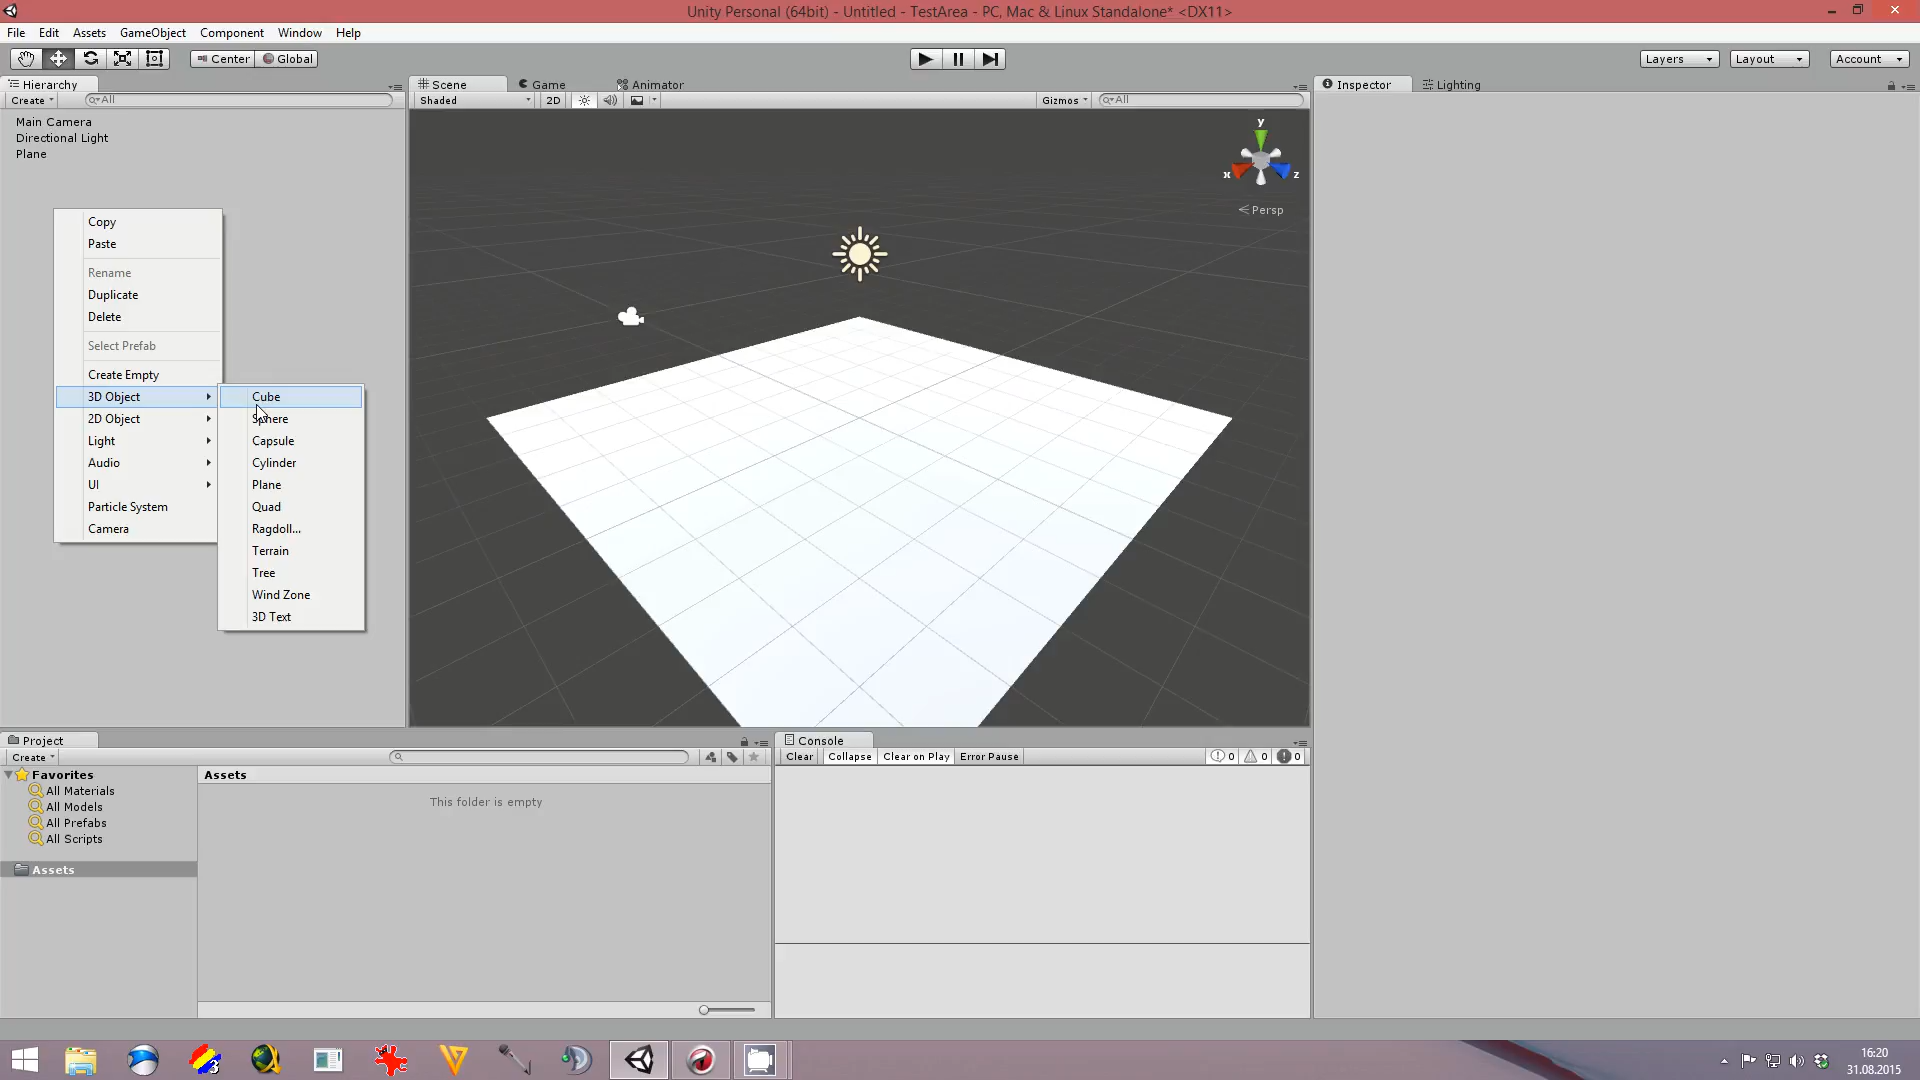 Unity Personal (64bit) - Untitled - TestArea - PC, Mac & Linux Standalone* <DX11>
File Edit Assets GameObject Component Window Help
Center Global Layers Layout Account
Hierarchy
Create All
Main Camera
Directional Light
Plane
Copy
Paste
Rename
Duplicate
Delete
Select Prefab
Create Empty
3D Object
2D Object
Light
Audio
UI
Particle System
Camera
Cube
Sphere
Capsule
Cylinder
Plane
Quad
Ragdoll...
Terrain
Tree
Wind Zone
3D Text
Scene Game Animator
Shaded 2D Gizmos All
y
x z
Persp
Inspector Lighting
Project
Create
Favorites
All Materials
All Models
All Prefabs
All Scripts
Assets
Assets
This folder is empty
Console
Clear Collapse Clear on Play Error Pause 0 0 0
3
16:20
31.08.2015